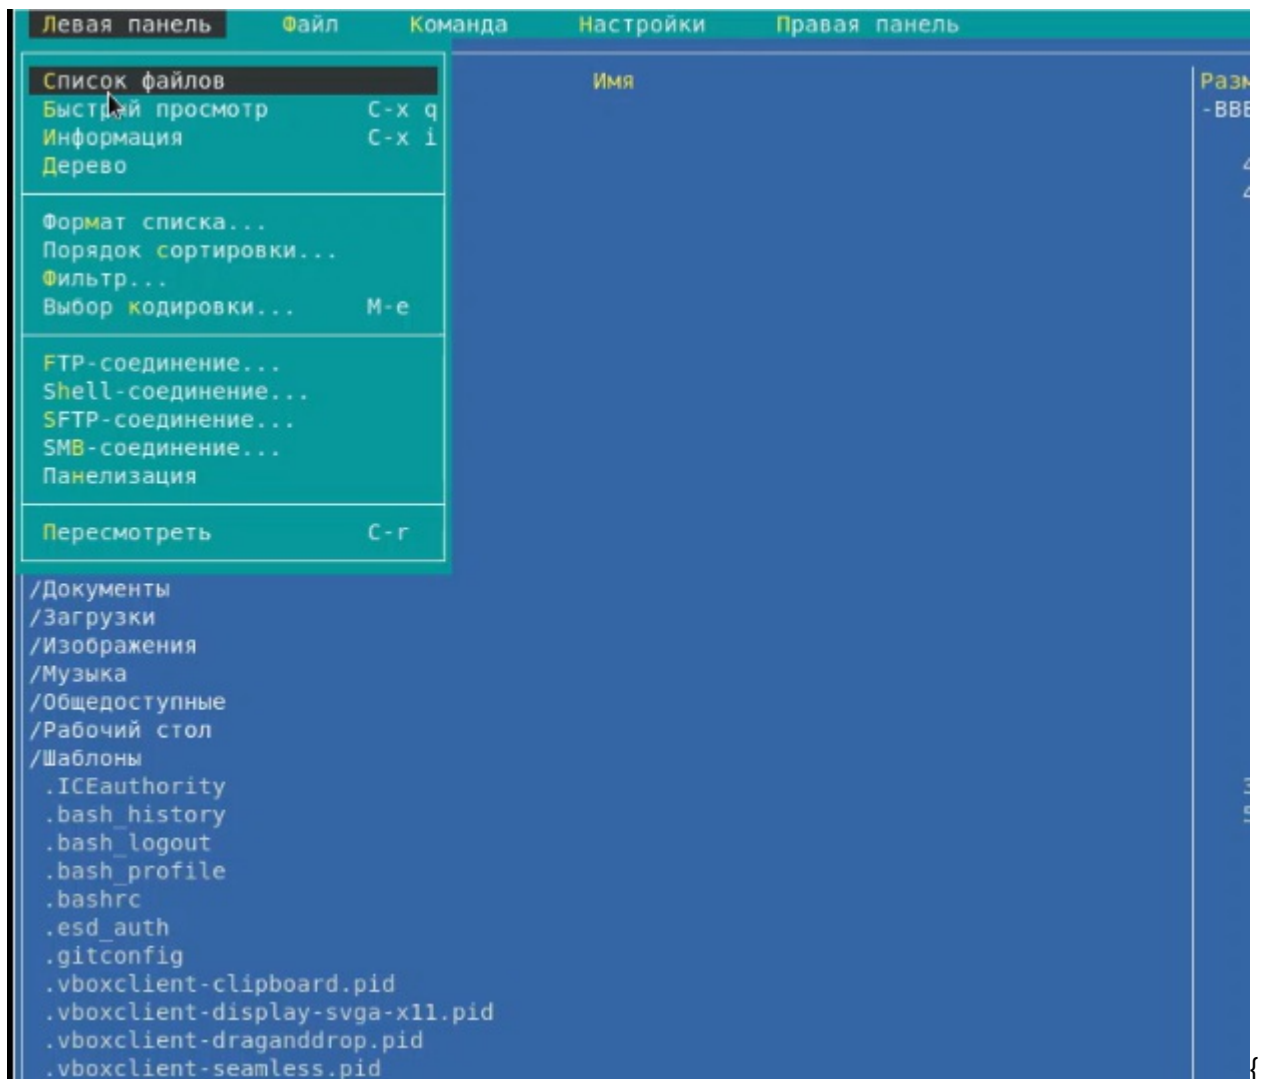 Левая панель Файл Команда Настройки Правая панель
Имя
Список файлов
Быстрый просмотр C-x q
Информация C-x i
Дерево
Формат списка...
Порядок сортировки...
Фильтр...
Выбор кодировки... M-e
FTP-соединение...
Shell-соединение...
SFTP-соединение...
SMB-соединение...
Панелизация
Пересмотреть C-r
/Документы
/Загрузки
/Изображения
/Музыка
/Общедоступные
/Рабочий стол
/Шаблоны
.ICEauthority
.bash_history
.bash_logout
.bash_profile
.bashrc
.esd_auth
.gitconfig
.vboxclient-clipboard.pid
.vboxclient-display-svga-x11.pid
.vboxclient-draganddrop.pid
.vboxclient-seamless.pid
{